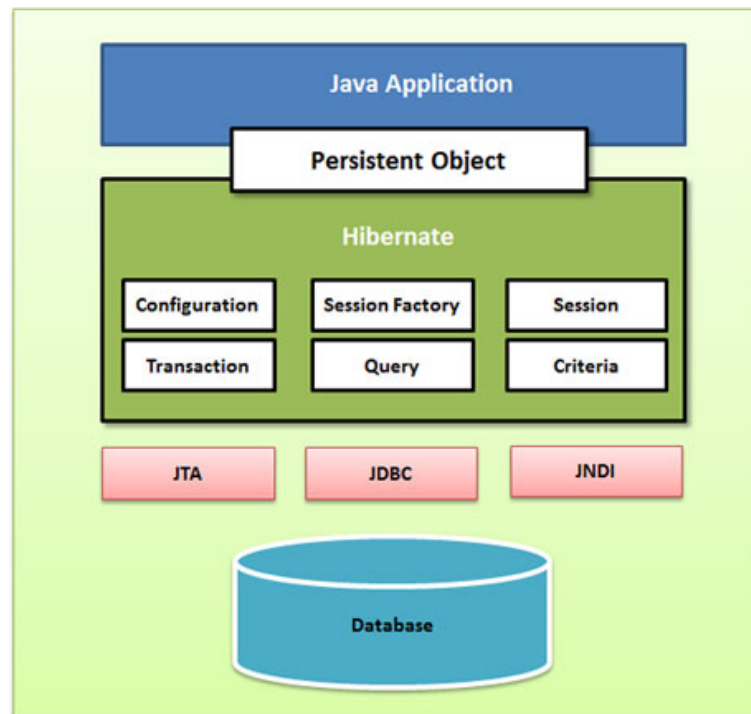 Java Application
Persistent Object
Hibernate
Configuration
Session Factory
Session
Transaction
Query
Criteria
JTA
JDBC
JNDI
Database